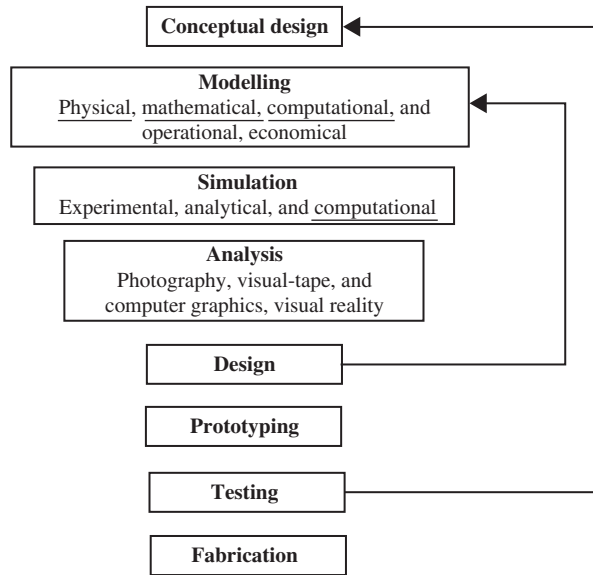 Conceptual design
Modelling
Physical, mathematical, computational, and
operational, economical
Simulation
Experimental, analytical, and computational
Analysis
Photography, visual-tape, and
computer graphics, visual reality
Design
Prototyping
Testing
Fabrication